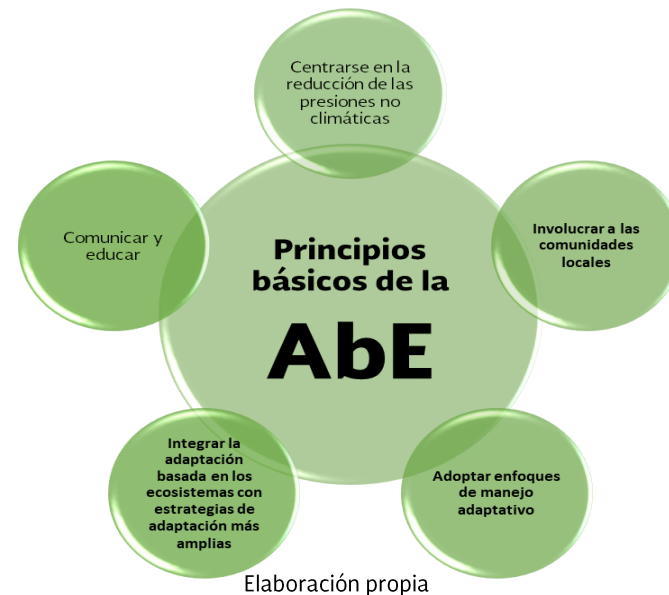 Centrarse en la
reducción de las
presiones no
climáticas
Involucrar a las
comunidades
locales
Comunicar y
educar
Principios
básicos de la
AbE
Integrar la
adaptación
basada en los
ecosistemas con
estrategias de
adaptación más
amplias
Adoptar enfoques
de manejo
adaptativo
Elaboración propia